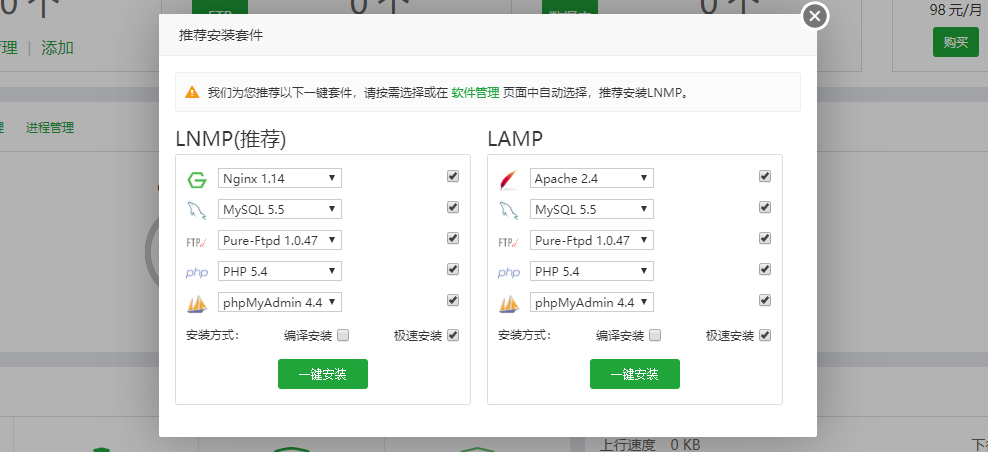 0 个
0 个
0 个
98 元/月
FTP
购买
管理 | 添加
推荐安装套件
我们为您推荐以下一键套件，请按需选择或在 软件管理 页面中自动选择，推荐安装LNMP。
进程管理
LNMP(推荐)
Nginx 1.14
MySQL 5.5
FTP
Pure-Ftpd 1.0.47
php
PHP 5.4
phpMyAdmin 4.4
安装方式：
编译安装
极速安装
一键安装
LAMP
Apache 2.4
MySQL 5.5
FTP
Pure-Ftpd 1.0.47
php
PHP 5.4
phpMyAdmin 4.4
安装方式：
编译安装
极速安装
一键安装
上行速度 0 KB